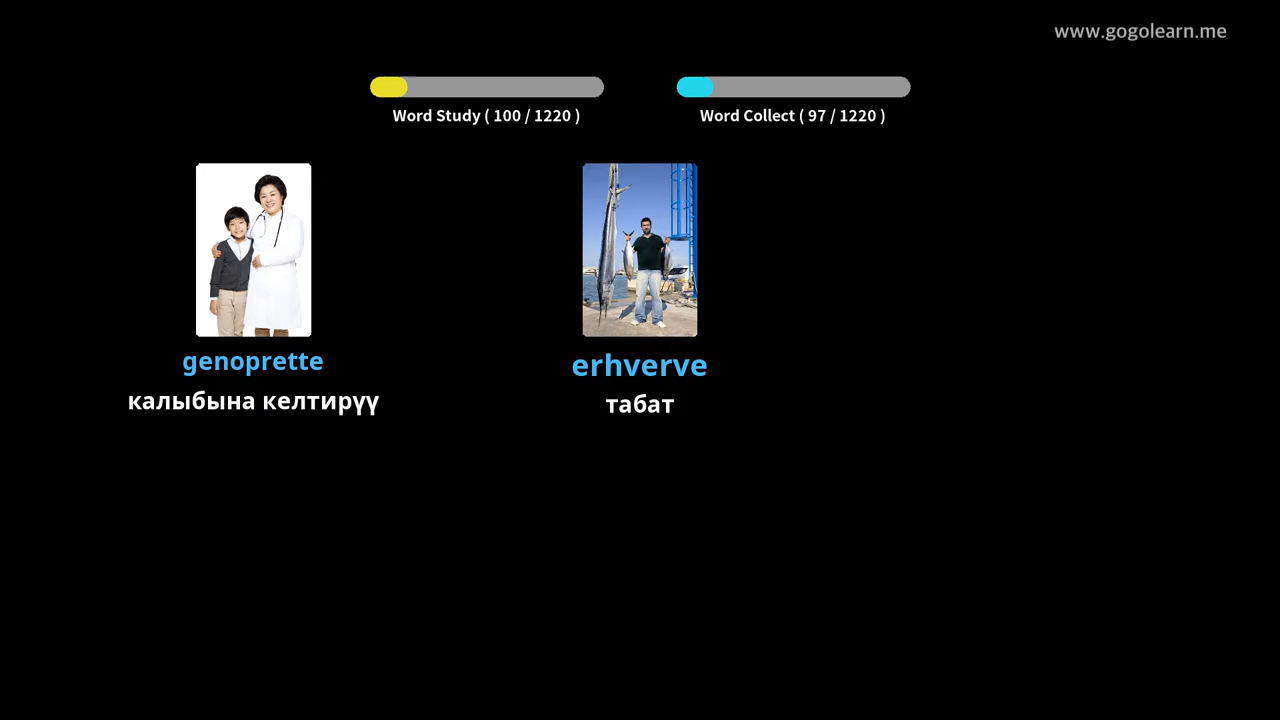 www.gogolearn.me
Word Study ( 100 / 1220 )
Word Collect ( 97 / 1220 )
genoprette
erhverve
калыбына келтирүү
табат